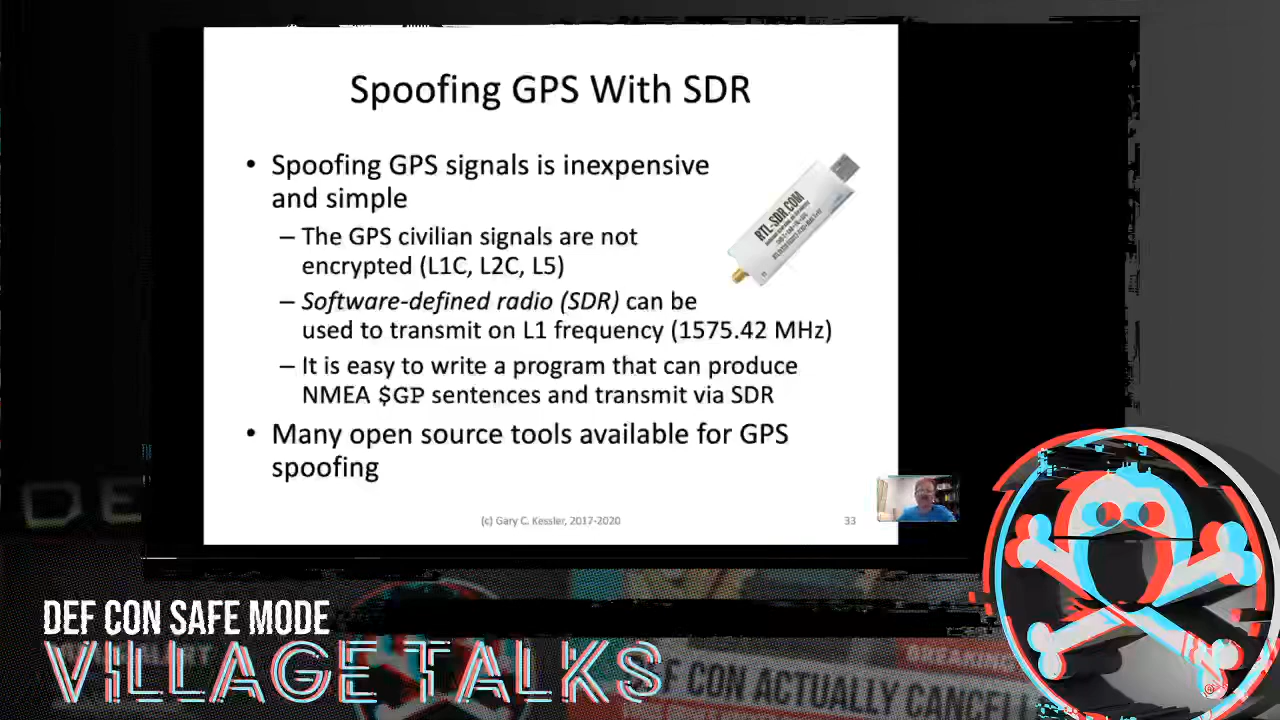 Spoofing GPS With SDR
• Spoofing GPS signals is inexpensive
and simple
– The GPS civilian signals are not
encrypted (L1C, L2C, L5)
– Software-defined radio (SDR) can be
used to transmit on L1 frequency (1575.42 MHz)
– It is easy to write a program that can produce
NMEA $GP sentences and transmit via SDR
• Many open source tools available for GPS
spoofing
RTL-SDR.COM
(c) Gary C. Kessler, 2017-2020
33
DEF CON SAFE MODE
VILLAGE TALKS
BREAKING
F CON ACTUALLY CANCEL